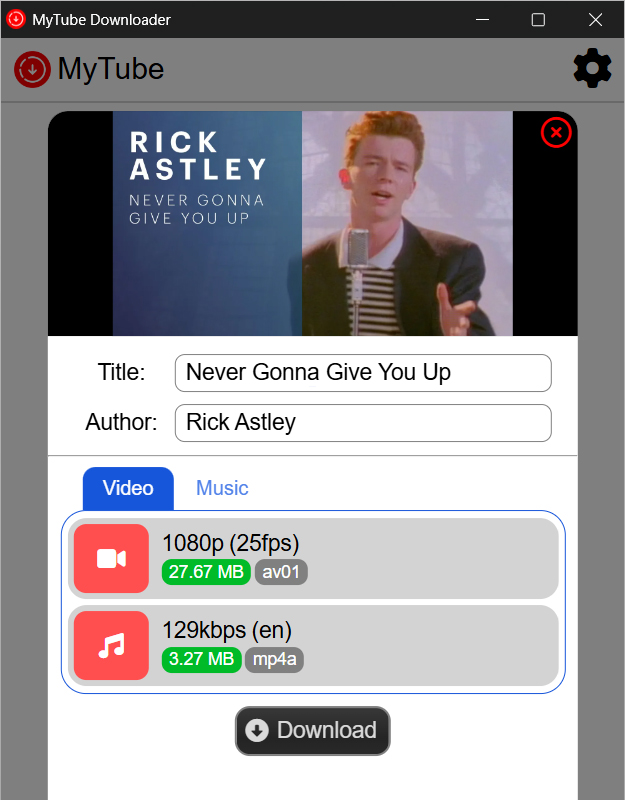 MyTube Downloader
MyTube
RICK
ASTLEY
NEVER GONNA
GIVE YOU UP
Title: Never Gonna Give You Up
Author: Rick Astley
Video Music
1080p (25fps)
27.67 MB av01
129kbps (en)
3.27 MB mp4a
Download